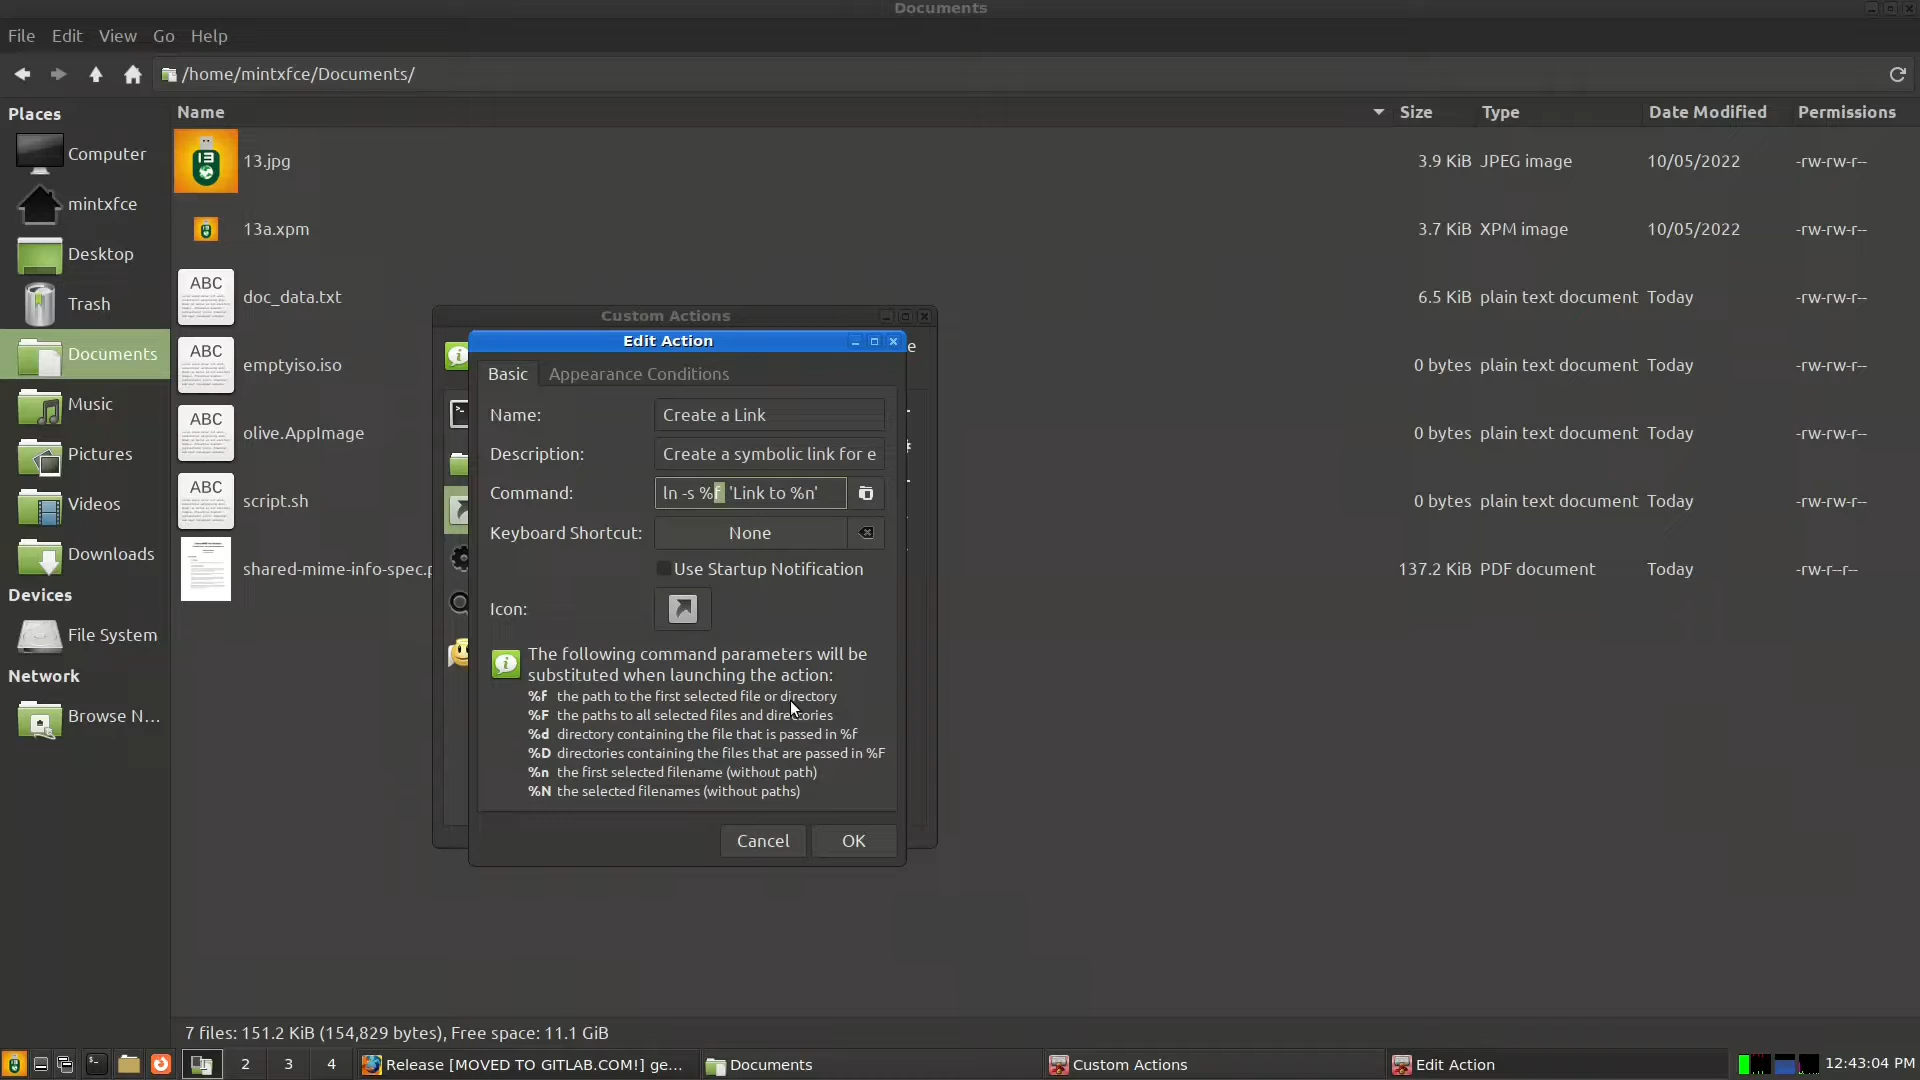 Documents
File Edit View Go Help
/home/mintxfce/Documents/
Places
Computer
mintxfce
Desktop
Trash
Documents
Music
Pictures
Videos
Downloads
Devices
File System
Network
Browse N...
Name Size Type Date Modified Permissions
13.jpg 3.9 KiB JPEG image 10/05/2022 -rw-rw-r--
13a.xpm 3.7 KiB XPM image 10/05/2022 -rw-rw-r--
doc_data.txt 6.5 KiB plain text document Today -rw-rw-r--
emptyiso.iso 0 bytes plain text document Today -rw-rw-r--
olive.AppImage 0 bytes plain text document Today -rw-rw-r--
script.sh 0 bytes plain text document Today -rw-rw-r--
shared-mime-info-spec.p 137.2 KiB PDF document Today -rw-r--r--
13
ABC
ABC
ABC
ABC
Custom Actions
Edit Action
Basic Appearance Conditions
Name: Create a Link
Description: Create a symbolic link for e
Command: ln -s %f 'Link to %n'
Keyboard Shortcut: None
Use Startup Notification
Icon:
The following command parameters will be
substituted when launching the action:
%f the path to the first selected file or directory
%F the paths to all selected files and directories
%d directory containing the file that is passed in %f
%D directories containing the files that are passed in %F
%n the first selected filename (without path)
%N the selected filenames (without paths)
Cancel OK
7 files: 151.2 KiB (154,829 bytes), Free space: 11.1 GiB
2 3 4 Release [MOVED TO GITLAB.COM!] ge... Documents Custom Actions Edit Action 12:43:04 PM